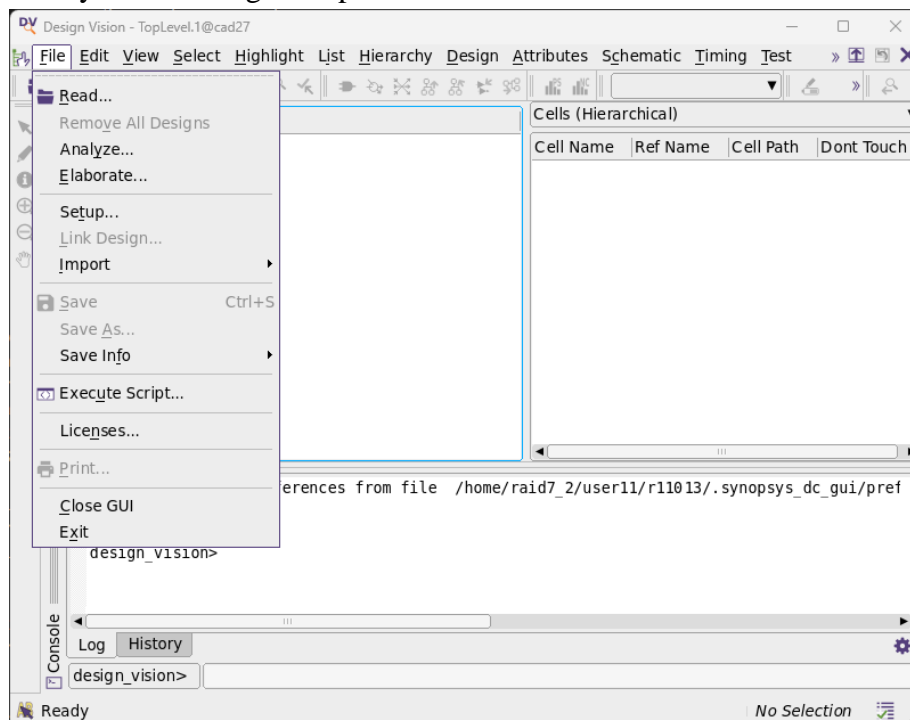 Design Vision - TopLevel.1@cad27
File Edit View Select Highlight List Hierarchy Design Attributes Schematic Timing Test »
Read...
Remove All Designs
Analyze...
Elaborate...
Setup...
Link Design...
Import
Save Ctrl+S
Save As...
Save Info
Execute Script...
Licenses...
Print...
Close GUI
Exit
Cells (Hierarchical)
Cell Name Ref Name Cell Path Dont Touch
erences from file /home/raid7_2/user11/r11013/.synopsys_dc_gui/pref
design_vision>
Console
Log History
design_vision>
Ready
No Selection